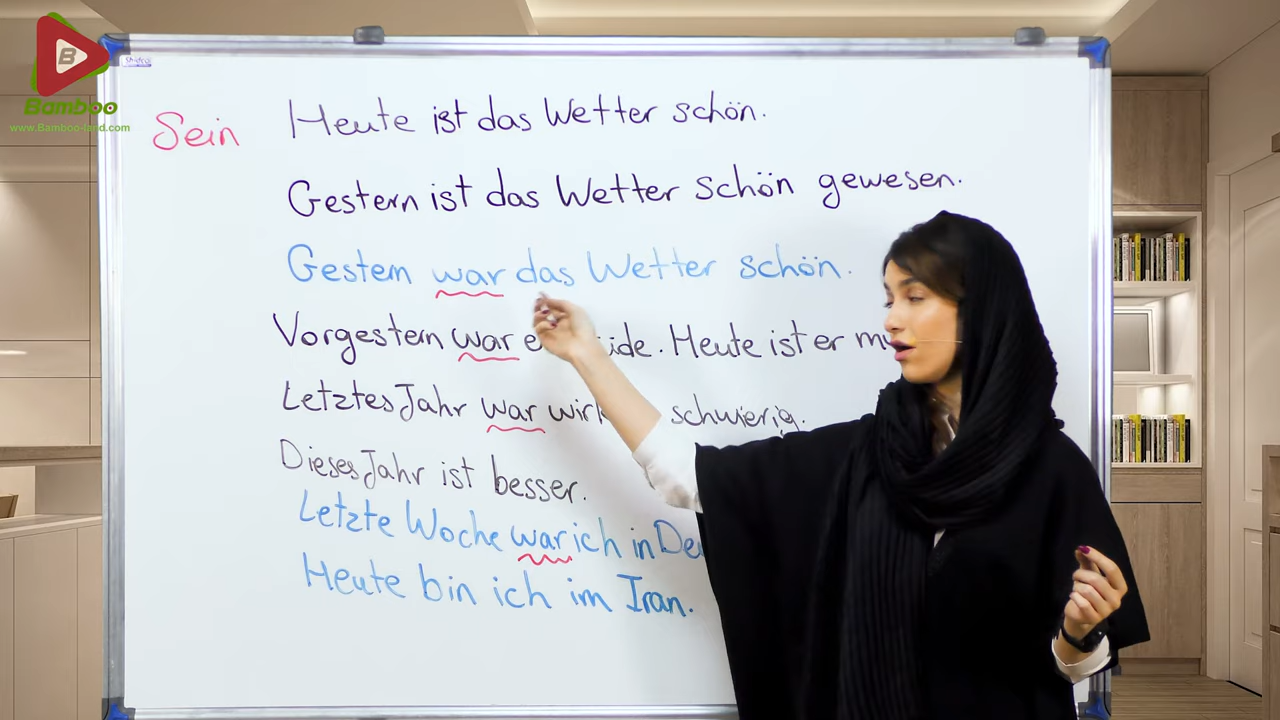 Bamboo
www.Bamboo-land.com
Sein
Heute ist das Wetter schön.
Gestern ist das Wetter schön gewesen.
Gestern war das Wetter schön.
Vorgestern war Heute ist er
Letztes Jahr war schwierig.
Dieses Jahr ist besser.
Letzte Woche war ich in
Heute bin ich im Iran.